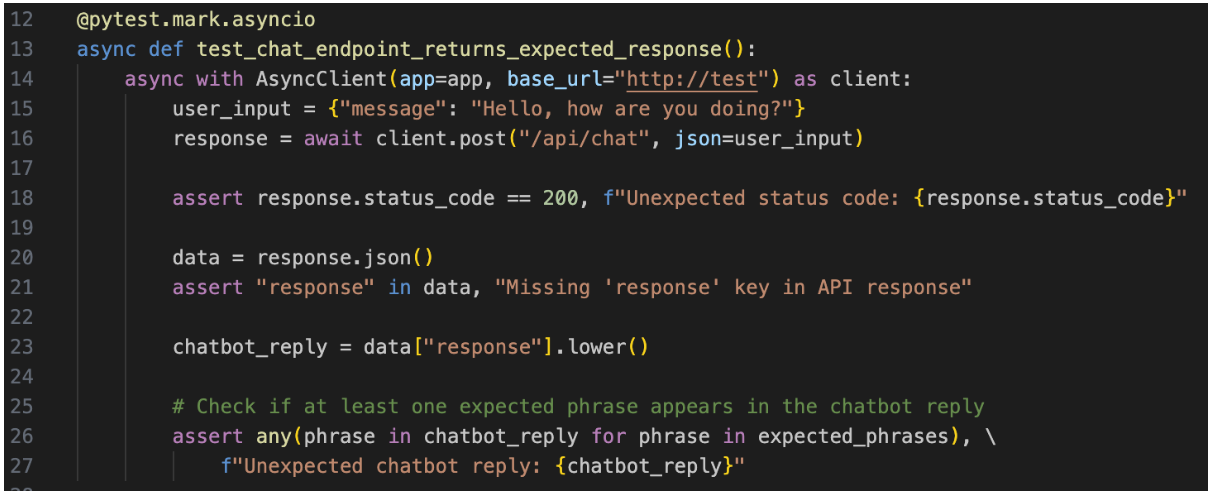 12 @pytest.mark.asyncio
13 async def test_chat_endpoint_returns_expected_response():
14     async with AsyncClient(app=app, base_url="http://test") as client:
15         user_input = {"message": "Hello, how are you doing?"}
16         response = await client.post("/api/chat", json=user_input)
17
18         assert response.status_code == 200, f"Unexpected status code: {response.status_code}"
19
20         data = response.json()
21         assert "response" in data, "Missing 'response' key in API response"
22
23         chatbot_reply = data["response"].lower()
24
25         # Check if at least one expected phrase appears in the chatbot reply
26         assert any(phrase in chatbot_reply for phrase in expected_phrases), \
27             f"Unexpected chatbot reply: {chatbot_reply}"